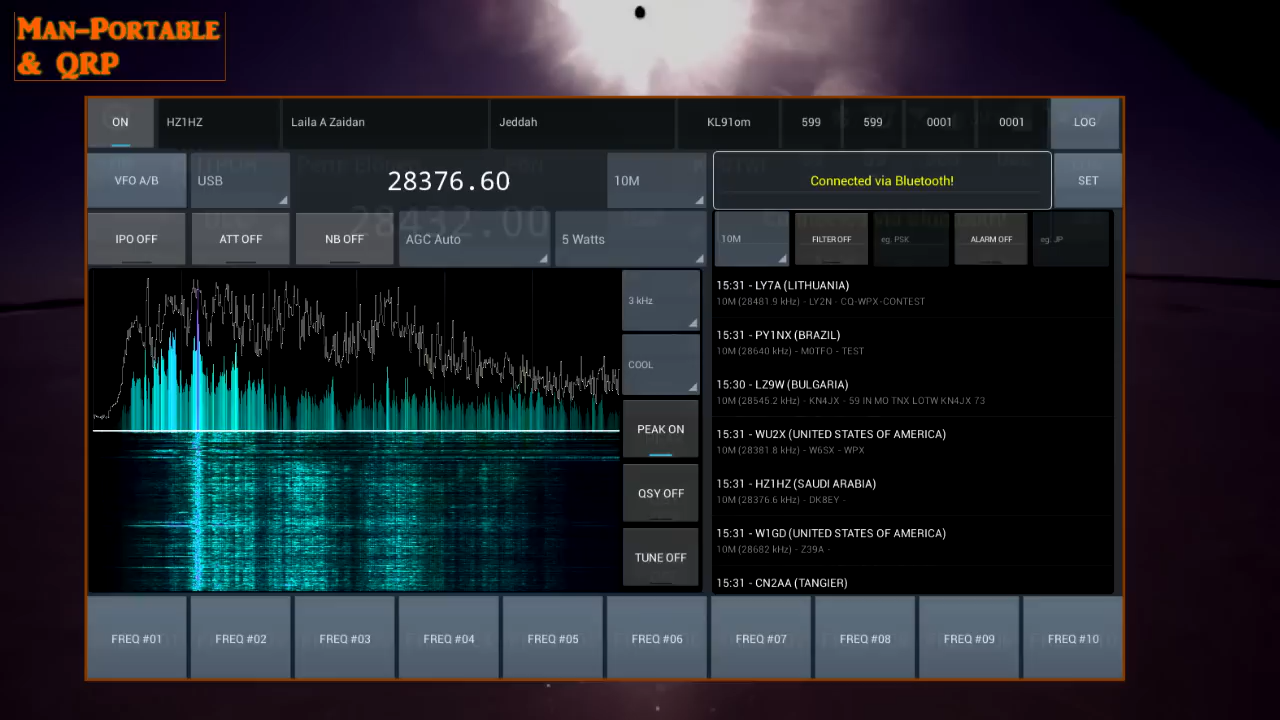 MAN-PORTABLE
& QRP
ON HZ1HZ Laila A Zaidan Jeddah KL91om 599 599 0001 0001 LOG
VFO A/B USB 28376.60 10M Connected via Bluetooth! SET
28432.00
IPO OFF ATT OFF NB OFF AGC Auto 5 Watts 10M FILTER OFF eg. PSK ALARM OFF eg. JP
3 kHz
COOL
PEAK ON
QSY OFF
TUNE OFF
15:31 - LY7A (LITHUANIA)
10M (28481.9 kHz) - LY2N - CQ-WPX-CONTEST
15:31 - PY1NX (BRAZIL)
10M (28640 kHz) - M0TFO - TEST
15:30 - LZ9W (BULGARIA)
10M (28545.2 kHz) - KN4JX - 59 IN MO TNX LOTW KN4JX 73
15:31 - WU2X (UNITED STATES OF AMERICA)
10M (28381.8 kHz) - W6SX - WPX
15:31 - HZ1HZ (SAUDI ARABIA)
10M (28376.6 kHz) - DK8EY -
15:31 - W1GD (UNITED STATES OF AMERICA)
10M (28682 kHz) - Z39A -
15:31 - CN2AA (TANGIER)
FREQ #01 FREQ #02 FREQ #03 FREQ #04 FREQ #05 FREQ #06 FREQ #07 FREQ #08 FREQ #09 FREQ #10